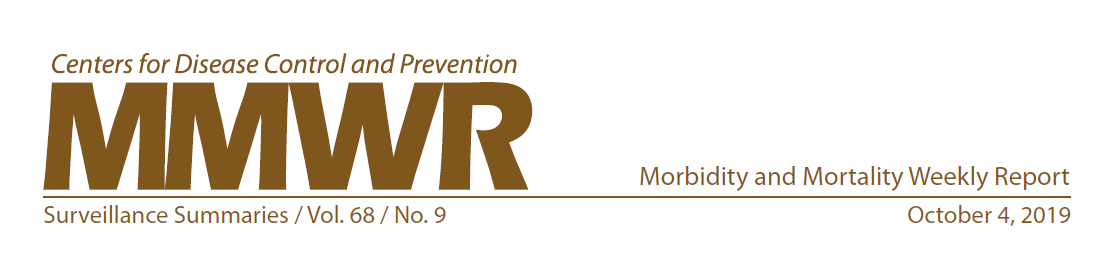 Centers for Disease Control and Prevention
MMWR
Morbidity and Mortality Weekly Report
Surveillance Summaries / Vol. 68 / No. 9
October 4, 2019